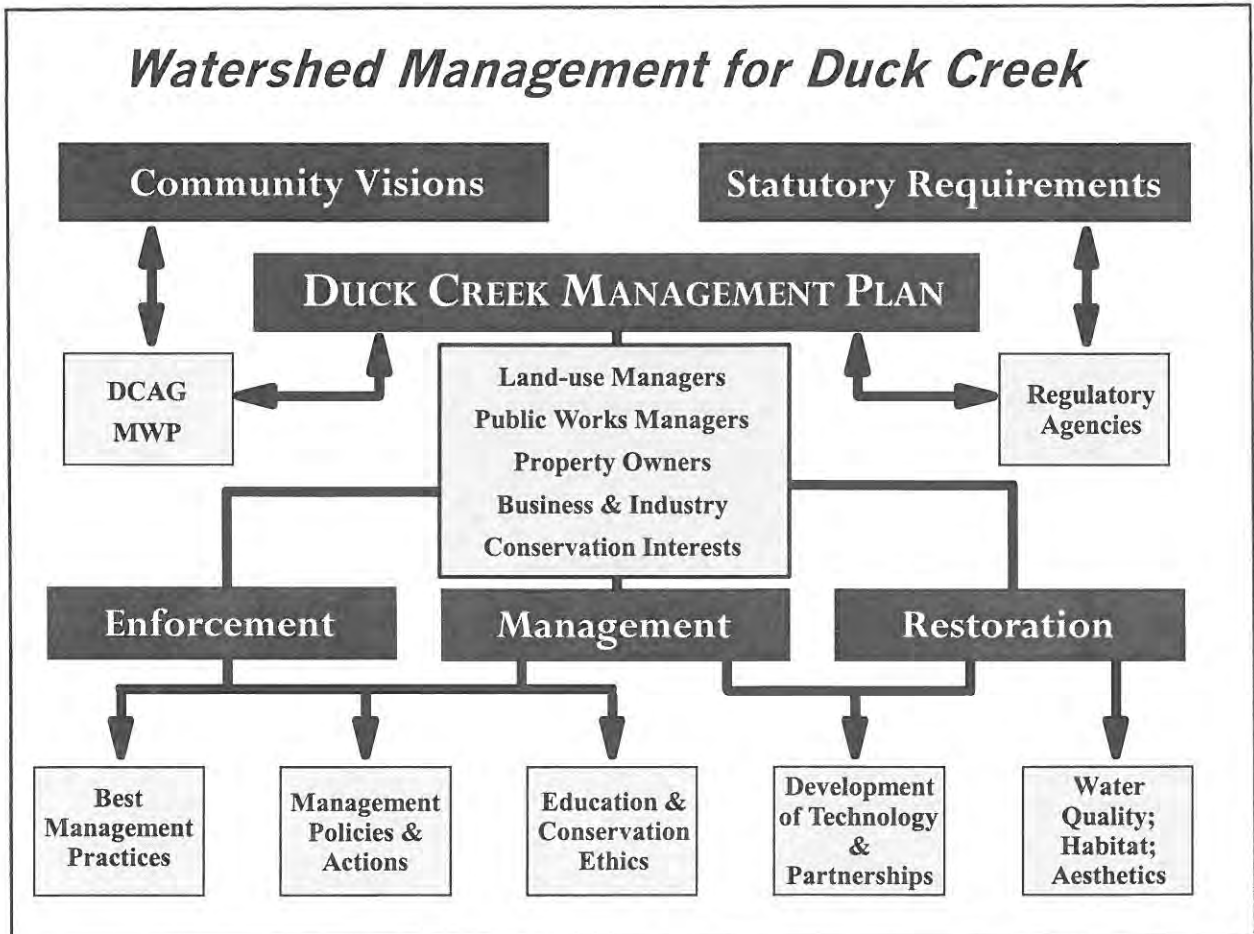 Watershed Management for Duck Creek
Community Visions
Statutory Requirements
DUCK CREEK MANAGEMENT PLAN
DCAG
MWP
Land-use Managers
Public Works Managers
Property Owners
Business & Industry
Conservation Interests
Regulatory
Agencies
Enforcement
Management
Restoration
Best
Management
Practices
Management
Policies &
Actions
Education &
Conservation
Ethics
Development
of Technology
&
Partnerships
Water
Quality;
Habitat;
Aesthetics